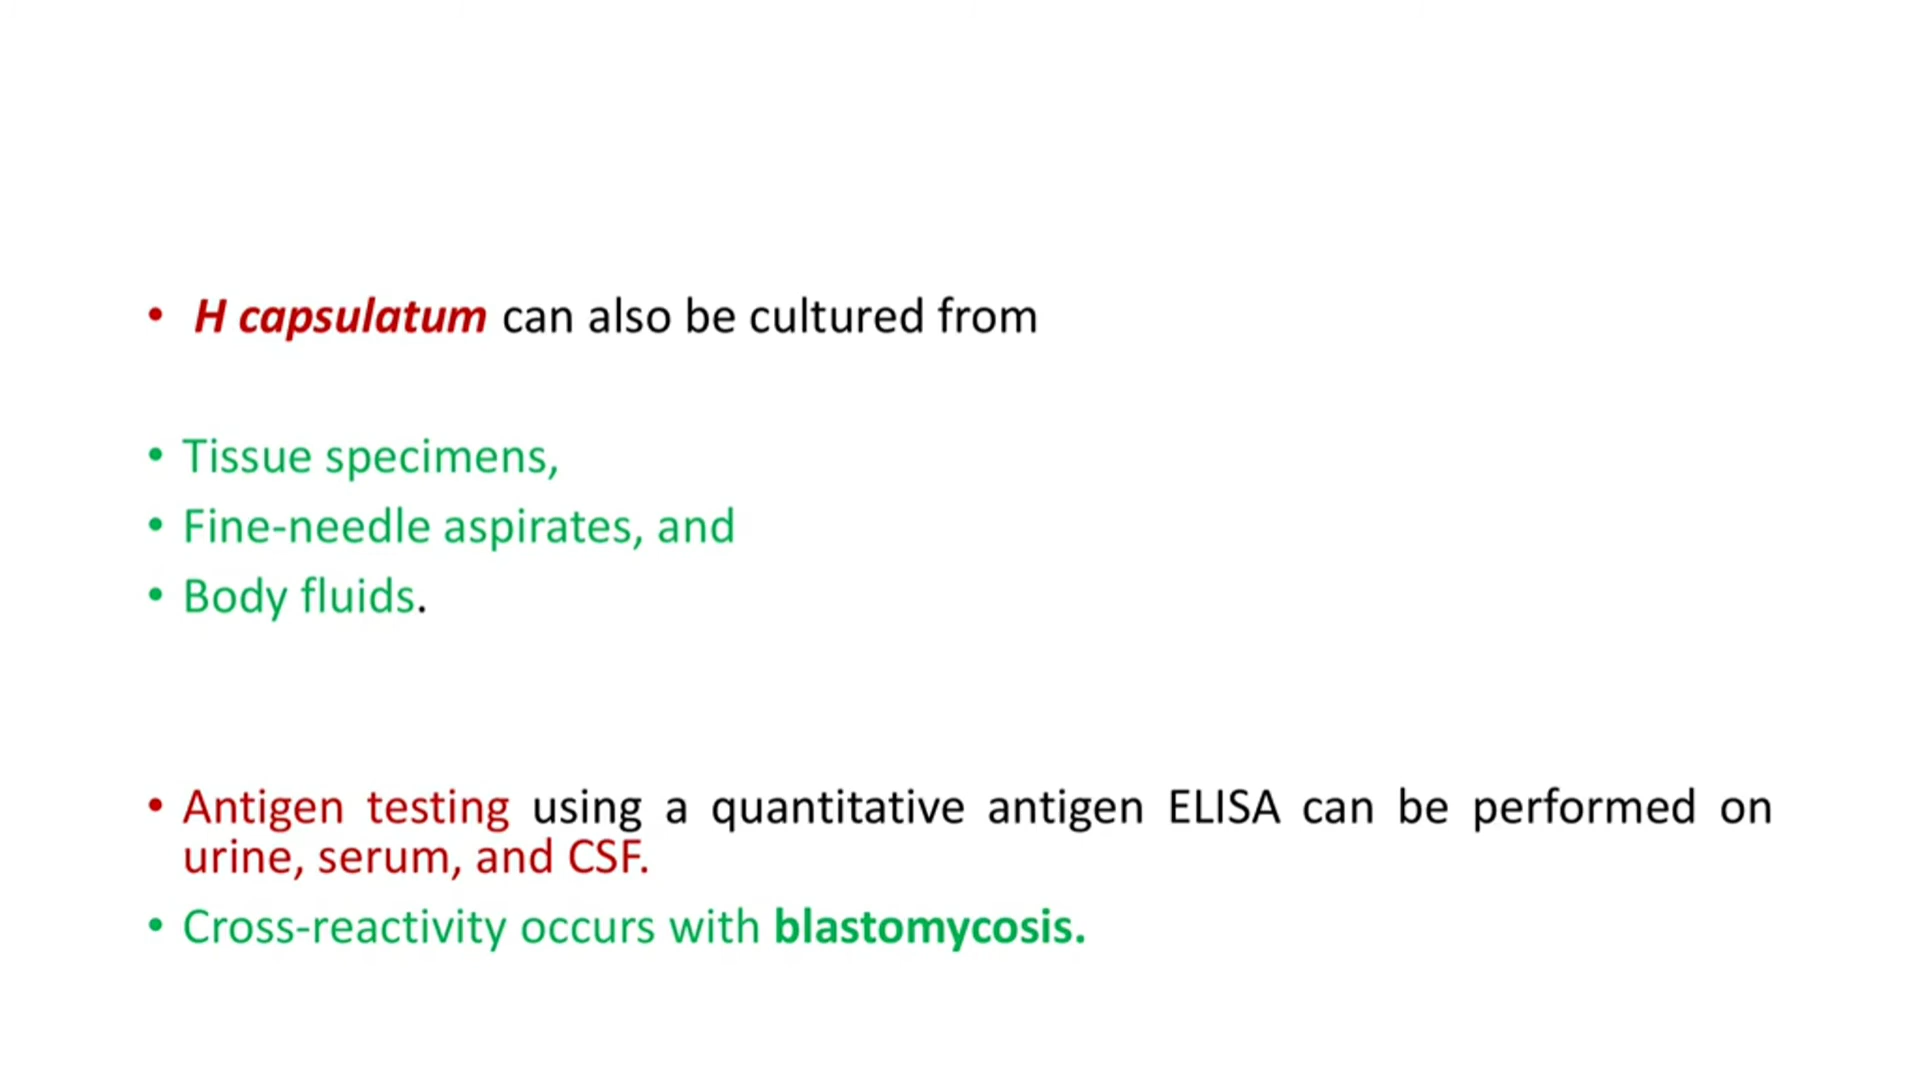 • H capsulatum can also be cultured from
• Tissue specimens,
• Fine-needle aspirates, and
• Body fluids.
• Antigen testing using a quantitative antigen ELISA can be performed on
urine, serum, and CSF.
• Cross-reactivity occurs with blastomycosis.